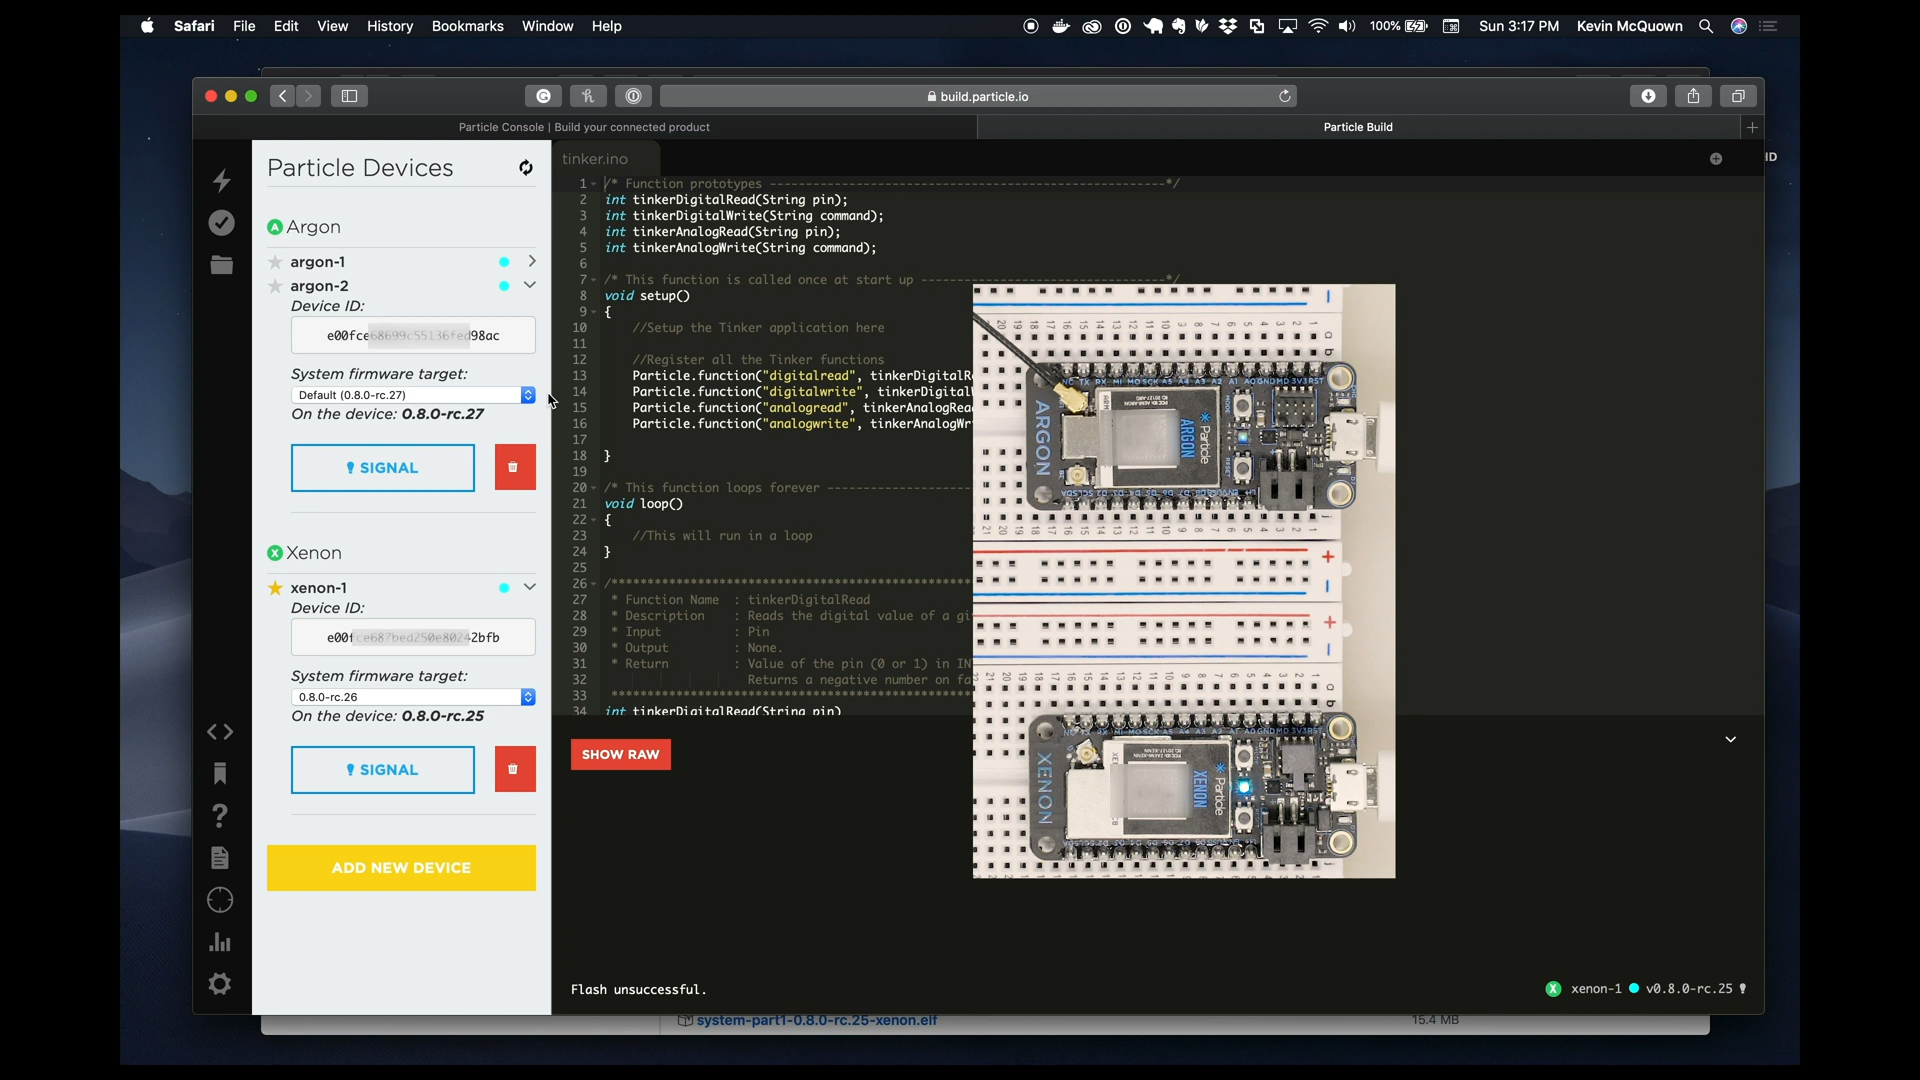 Safari File Edit View History Bookmarks Window Help
100% Sun 3:17 PM Kevin McQuown
build.particle.io
Particle Console | Build your connected product
Particle Build
Particle Devices
Argon
argon-1
argon-2
Device ID:
e00fce68699c55136fed98ac
System firmware target:
Default (0.8.0-rc.27)
On the device: 0.8.0-rc.27
SIGNAL
Xenon
xenon-1
Device ID:
e00fce687bed250e80242bfb
System firmware target:
0.8.0-rc.26
On the device: 0.8.0-rc.25
SIGNAL
ADD NEW DEVICE
tinker.ino
1 /* Function prototypes -------------------------------------------------------*/
2 int tinkerDigitalRead(String pin);
3 int tinkerDigitalWrite(String command);
4 int tinkerAnalogRead(String pin);
5 int tinkerAnalogWrite(String command);
6
7 /* This function is called once at start up ----------------------------------*/
8 void setup()
9 {
10 //Setup the Tinker application here
11
12 //Register all the Tinker functions
13 Particle.function("digitalread", tinkerDigitalR
14 Particle.function("digitalwrite", tinkerDigital
15 Particle.function("analogread", tinkerAnalogRea
16 Particle.function("analogwrite", tinkerAnalogWr
17
18 }
19
20 /* This function loops forever --------------------
21 void loop()
22 {
23 //This will run in a loop
24 }
25
26 /**************************************************
27 * Function Name : tinkerDigitalRead
28 * Description : Reads the digital value of a gi
29 * Input : Pin
30 * Output : None.
31 * Return : Value of the pin (0 or 1) in IN
32 Returns a negative number on fa
33 **************************************************
34 int tinkerDigitalRead(String pin)
ARGON
ARGON
Particle
XENON
XENON
Particle
SHOW RAW
Flash unsuccessful.
xenon-1 v0.8.0-rc.25
system-part1-0.8.0-rc.25-xenon.elf
15.4 MB